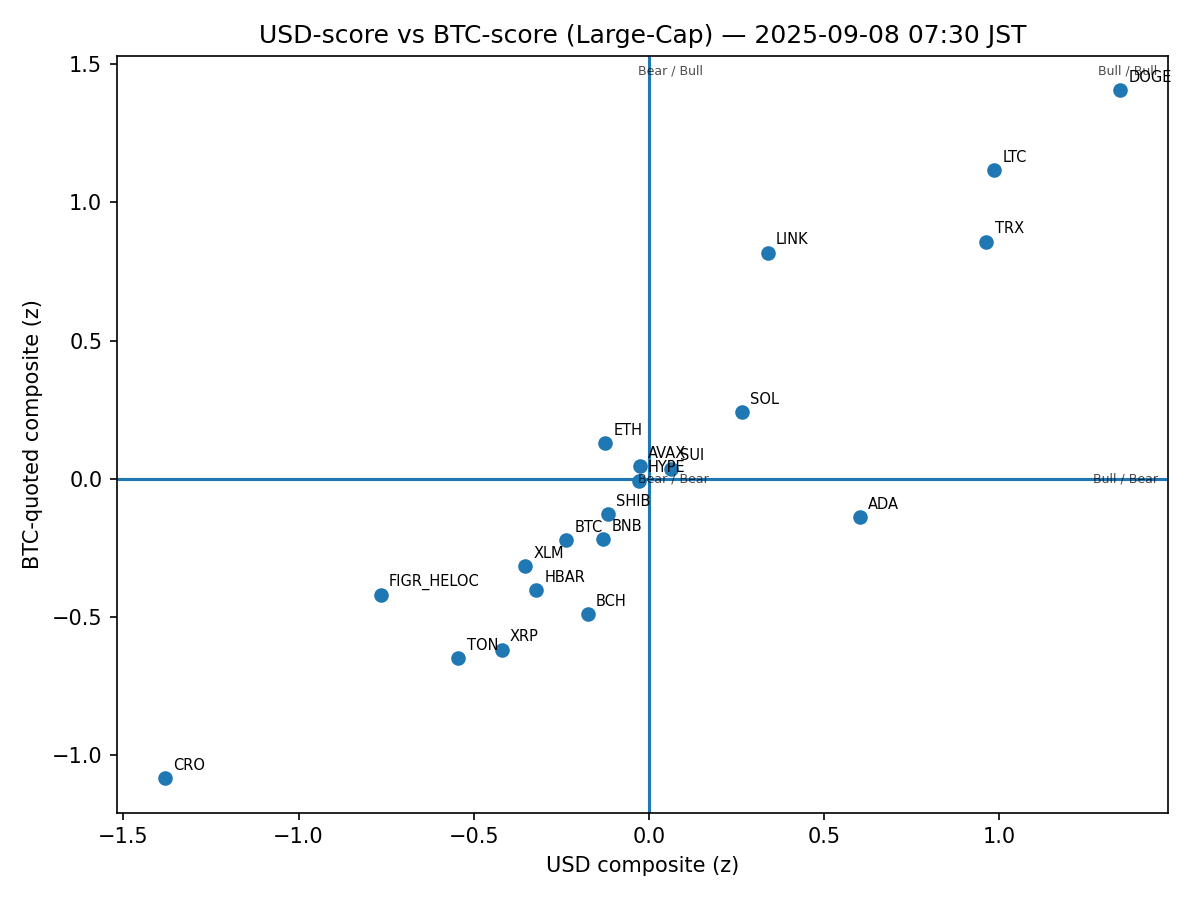 USD-score vs BTC-score (Large-Cap) — 2025-09-08 07:30 JST
1.5
Bear / Bull
Bull / Bull
DOGE
LTC
1.0
TRX
LINK
BTC-quoted composite (z)
0.5
SOL
ETH
AVAX
SUI
HYPE
0.0
Bear / Bear
Bull / Bear
SHIB
ADA
BTC
BNB
XLM
HBAR
FIGR_HELOC
BCH
−0.5
XRP
TON
−1.0
CRO
−1.5
−1.0
−0.5
0.0
0.5
1.0
USD composite (z)